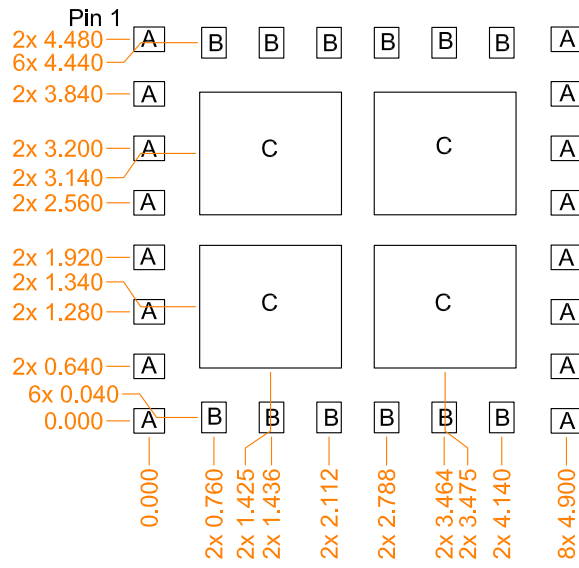 Pin 1
2x 4.480 A B B B B B B A
6x 4.440
2x 3.840 A A
2x 3.200 A C C A
2x 3.140
2x 2.560 A A
2x 1.920 A A
2x 1.340
2x 1.280 A C C A
2x 0.640 A A
6x 0.040
0.000 A B B B B B B A
0.000
2x 0.760
2x 1.425
2x 1.436
2x 2.112
2x 2.788
2x 3.464
2x 3.475
2x 4.140
8x 4.900